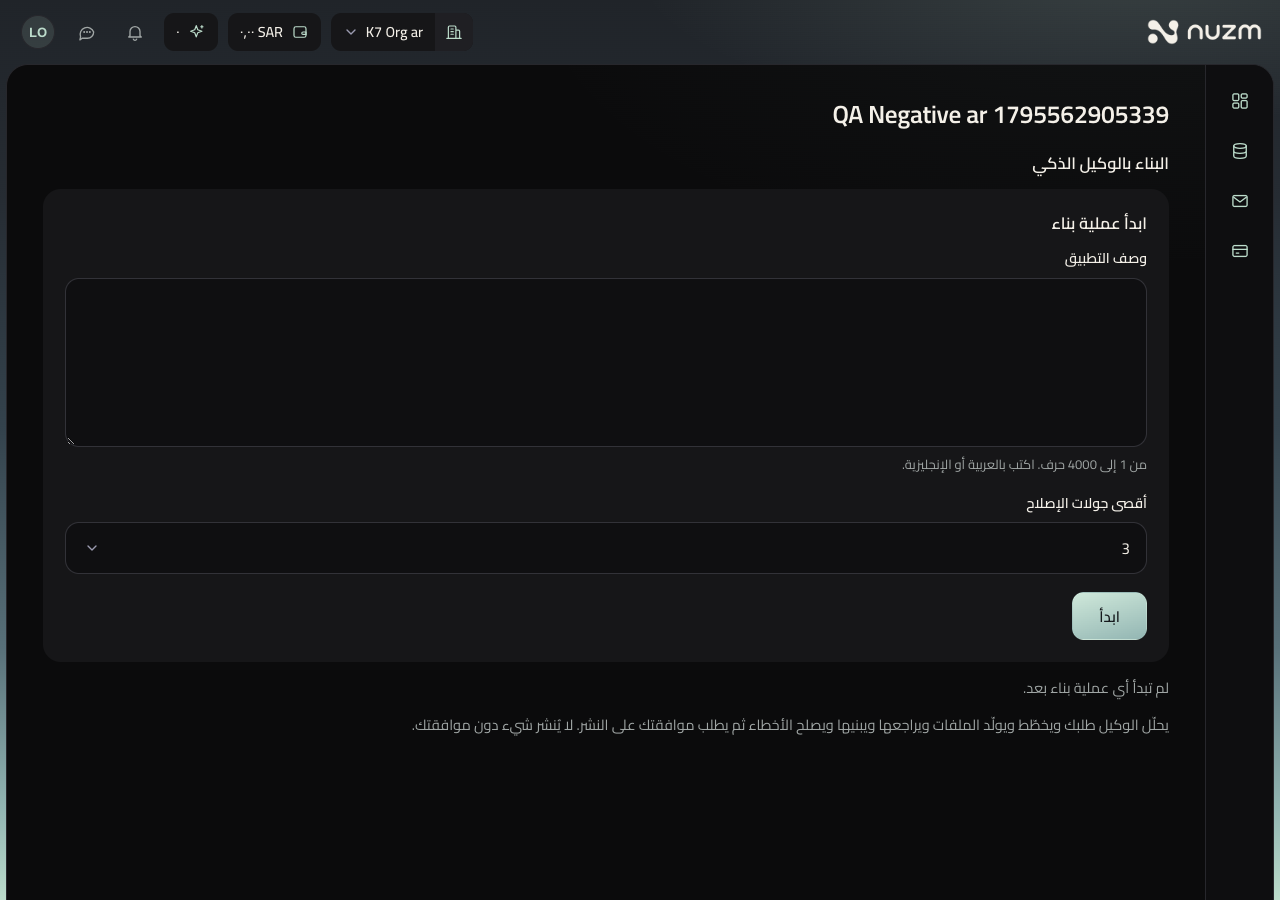 nuzm
K7 Org ar
٠,٠٠ SAR
٠
LO
QA Negative ar 1795562905339
البناء بالوكيل الذكي
ابدأ عملية بناء
وصف التطبيق
من 1 إلى 4000 حرف. اكتب بالعربية أو الإنجليزية.
أقصى جولات الإصلاح
3
ابدأ
لم تبدأ أي عملية بناء بعد.
يحلّل الوكيل طلبك ويخطّط ويولّد الملفات ويراجعها ويبنيها ويصلح الأخطاء ثم يطلب موافقتك على النشر. لا يُنشر شيء دون موافقتك.